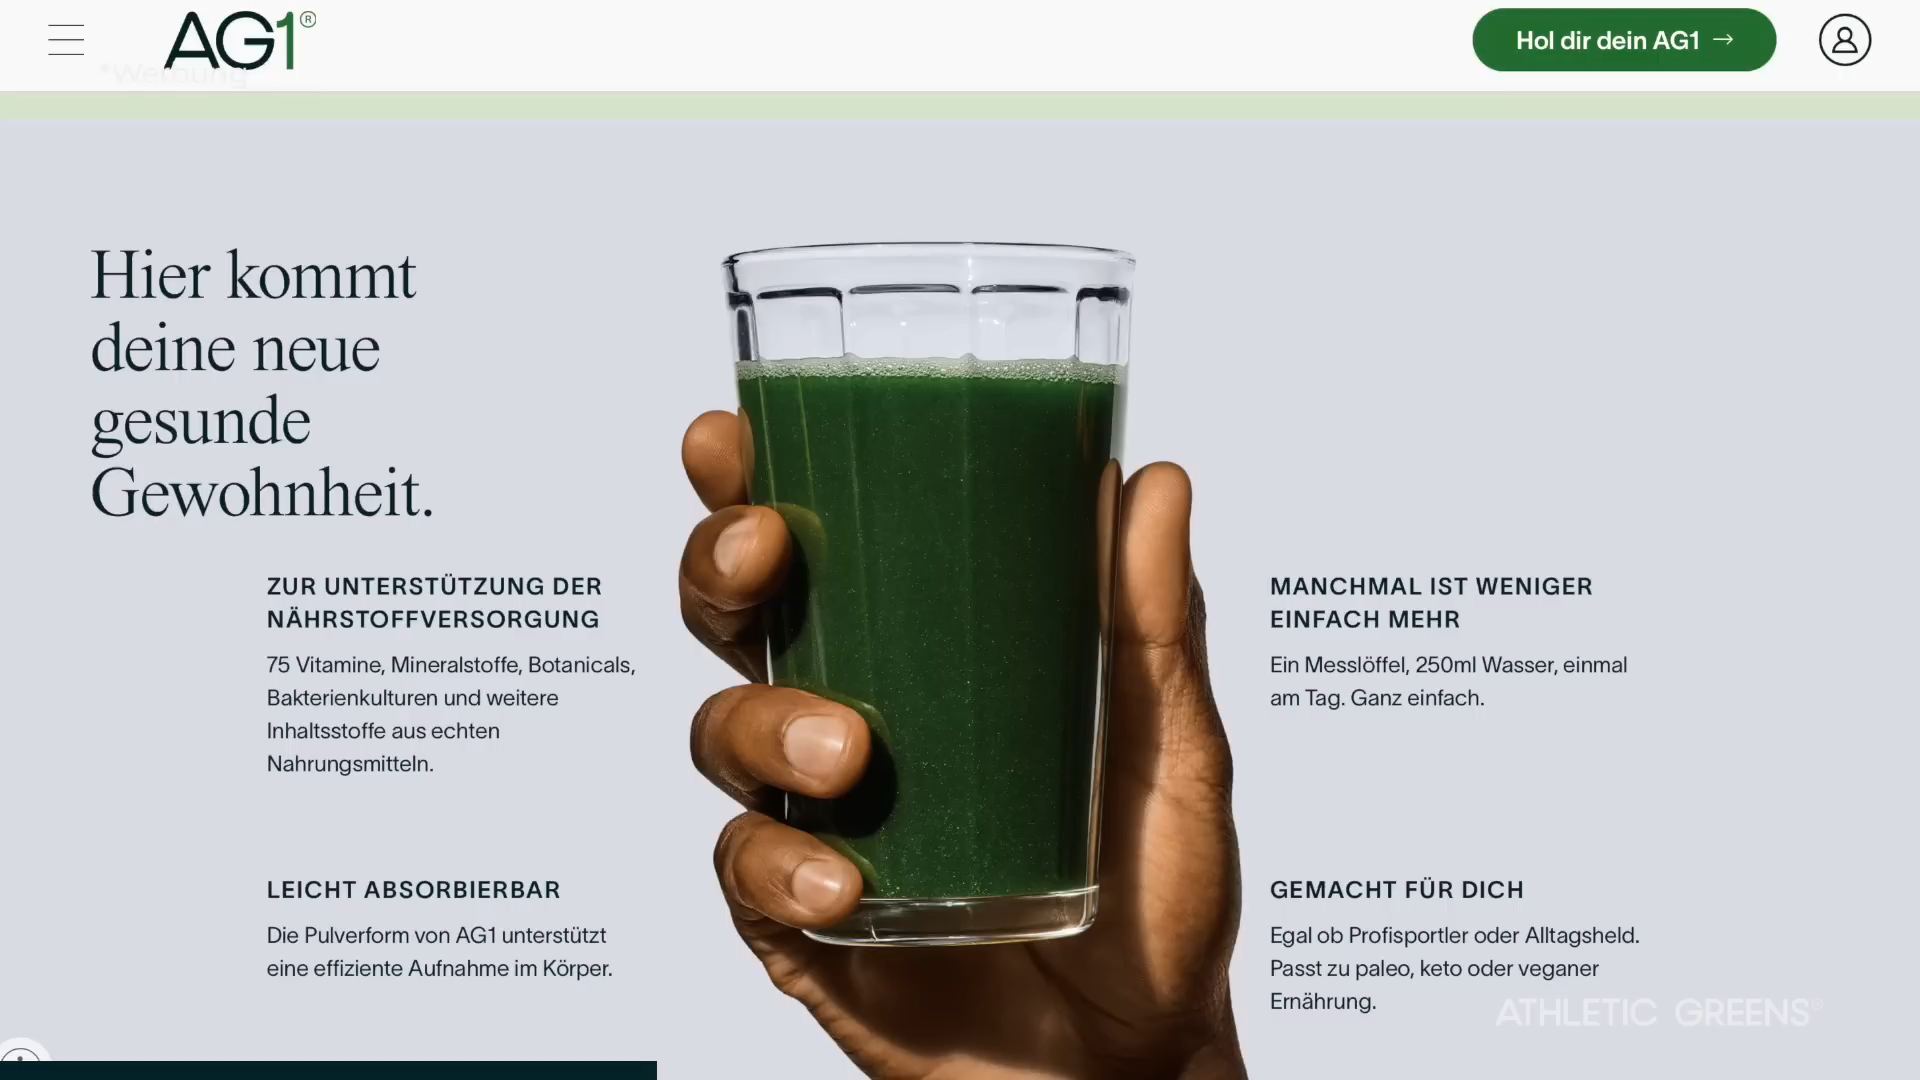 AG1®
*Werbung
Hol dir dein AG1 →
Hier kommt
deine neue
gesunde
Gewohnheit.
ZUR UNTERSTÜTZUNG DER
NÄHRSTOFFVERSORGUNG
75 Vitamine, Mineralstoffe, Botanicals,
Bakterienkulturen und weitere
Inhaltsstoffe aus echten
Nahrungsmitteln.
LEICHT ABSORBIERBAR
Die Pulverform von AG1 unterstützt
eine effiziente Aufnahme im Körper.
MANCHMAL IST WENIGER
EINFACH MEHR
Ein Messlöffel, 250ml Wasser, einmal
am Tag. Ganz einfach.
GEMACHT FÜR DICH
Egal ob Profisportler oder Alltagsheld.
Passt zu paleo, keto oder veganer
Ernährung.
ATHLETIC GREENS®